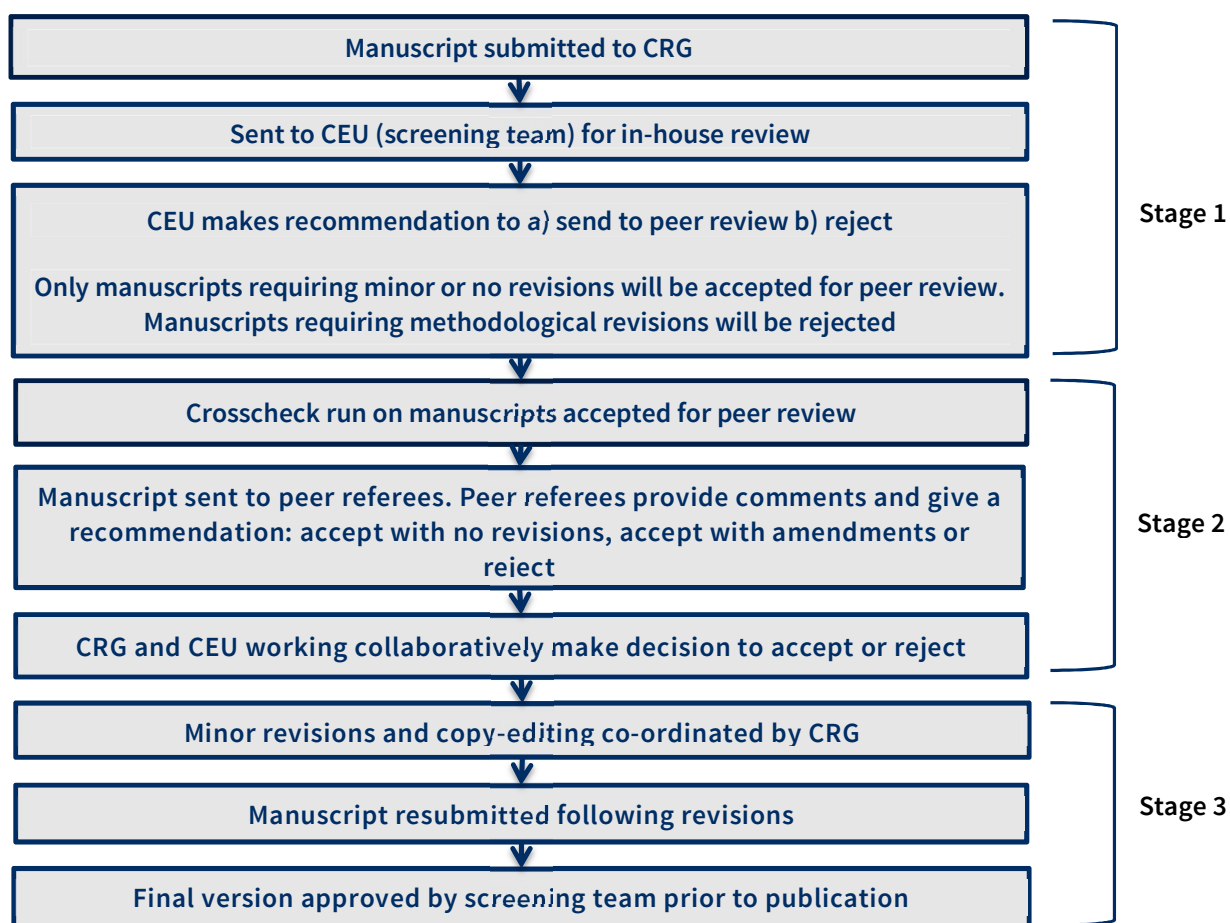 Manuscript submitted to CRG
Sent to CEU (screening team) for in-house review
CEU makes recommendation to a) send to peer review b) reject
Only manuscripts requiring minor or no revisions will be accepted for peer review.
Manuscripts requiring methodological revisions will be rejected
Stage 1
Crosscheck run on manuscripts accepted for peer review
Manuscript sent to peer referees. Peer referees provide comments and give a
recommendation: accept with no revisions, accept with amendments or
reject
CRG and CEU working collaboratively make decision to accept or reject
Stage 2
Minor revisions and copy-editing co-ordinated by CRG
Manuscript resubmitted following revisions
Final version approved by screening team prior to publication
Stage 3